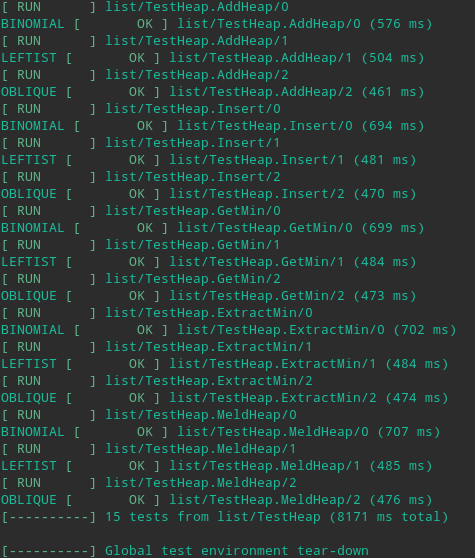 [ RUN      ] list/TestHeap.AddHeap/0
BINOMIAL [       OK ] list/TestHeap.AddHeap/0 (576 ms)
[ RUN      ] list/TestHeap.AddHeap/1
LEFTIST [       OK ] list/TestHeap.AddHeap/1 (504 ms)
[ RUN      ] list/TestHeap.AddHeap/2
OBLIQUE [       OK ] list/TestHeap.AddHeap/2 (461 ms)
[ RUN      ] list/TestHeap.Insert/0
BINOMIAL [       OK ] list/TestHeap.Insert/0 (694 ms)
[ RUN      ] list/TestHeap.Insert/1
LEFTIST [       OK ] list/TestHeap.Insert/1 (481 ms)
[ RUN      ] list/TestHeap.Insert/2
OBLIQUE [       OK ] list/TestHeap.Insert/2 (470 ms)
[ RUN      ] list/TestHeap.GetMin/0
BINOMIAL [       OK ] list/TestHeap.GetMin/0 (699 ms)
[ RUN      ] list/TestHeap.GetMin/1
LEFTIST [       OK ] list/TestHeap.GetMin/1 (484 ms)
[ RUN      ] list/TestHeap.GetMin/2
OBLIQUE [       OK ] list/TestHeap.GetMin/2 (473 ms)
[ RUN      ] list/TestHeap.ExtractMin/0
BINOMIAL [       OK ] list/TestHeap.ExtractMin/0 (702 ms)
[ RUN      ] list/TestHeap.ExtractMin/1
LEFTIST [       OK ] list/TestHeap.ExtractMin/1 (484 ms)
[ RUN      ] list/TestHeap.ExtractMin/2
OBLIQUE [       OK ] list/TestHeap.ExtractMin/2 (474 ms)
[ RUN      ] list/TestHeap.MeldHeap/0
BINOMIAL [       OK ] list/TestHeap.MeldHeap/0 (707 ms)
[ RUN      ] list/TestHeap.MeldHeap/1
LEFTIST [       OK ] list/TestHeap.MeldHeap/1 (485 ms)
[ RUN      ] list/TestHeap.MeldHeap/2
OBLIQUE [       OK ] list/TestHeap.MeldHeap/2 (476 ms)
[----------] 15 tests from list/TestHeap (8171 ms total)
[----------] Global test environment tear-down